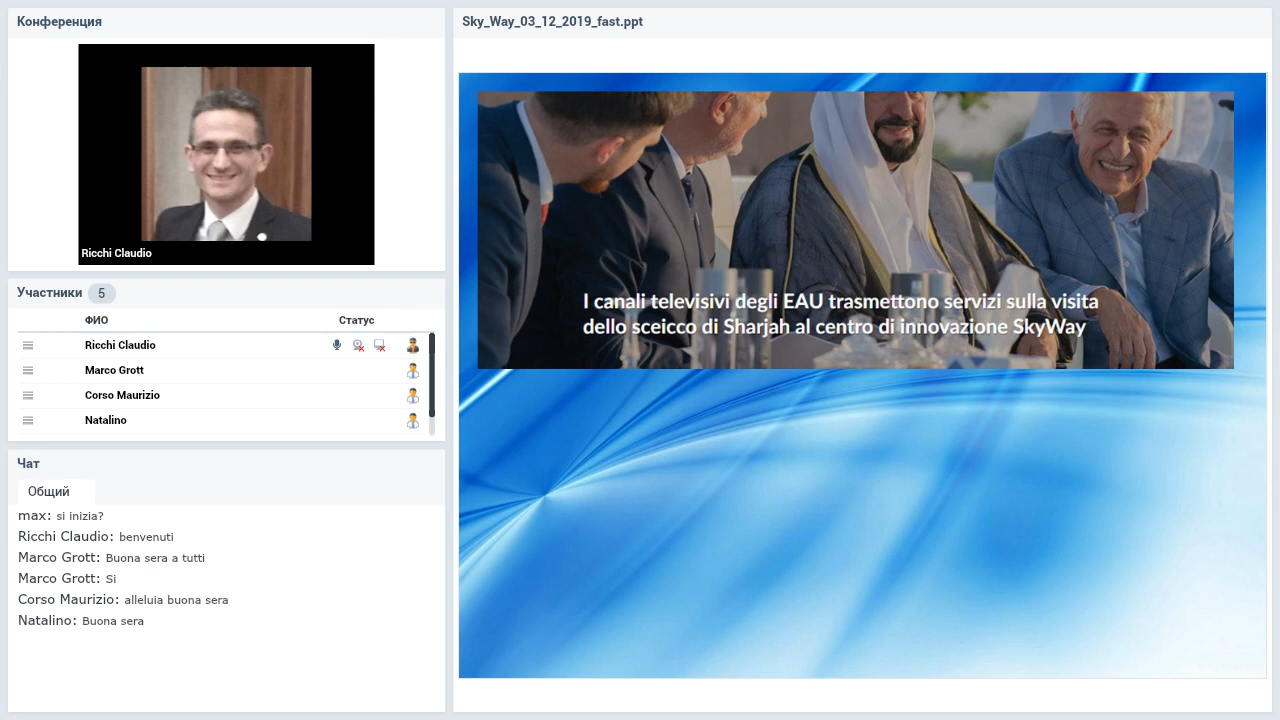 Конференция
Ricchi Claudio
Участники 5
ФИО Статус
Ricchi Claudio
Marco Grott
Corso Maurizio
Natalino
Чат
Общий
max: si inizia?
Ricchi Claudio: benvenuti
Marco Grott: Buona sera a tutti
Marco Grott: Si
Corso Maurizio: alleluia buona sera
Natalino: Buona sera
Sky_Way_03_12_2019_fast.ppt
I canali televisivi degli EAU trasmettono servizi sulla visita
dello sceicco di Sharjah al centro di innovazione SkyWay